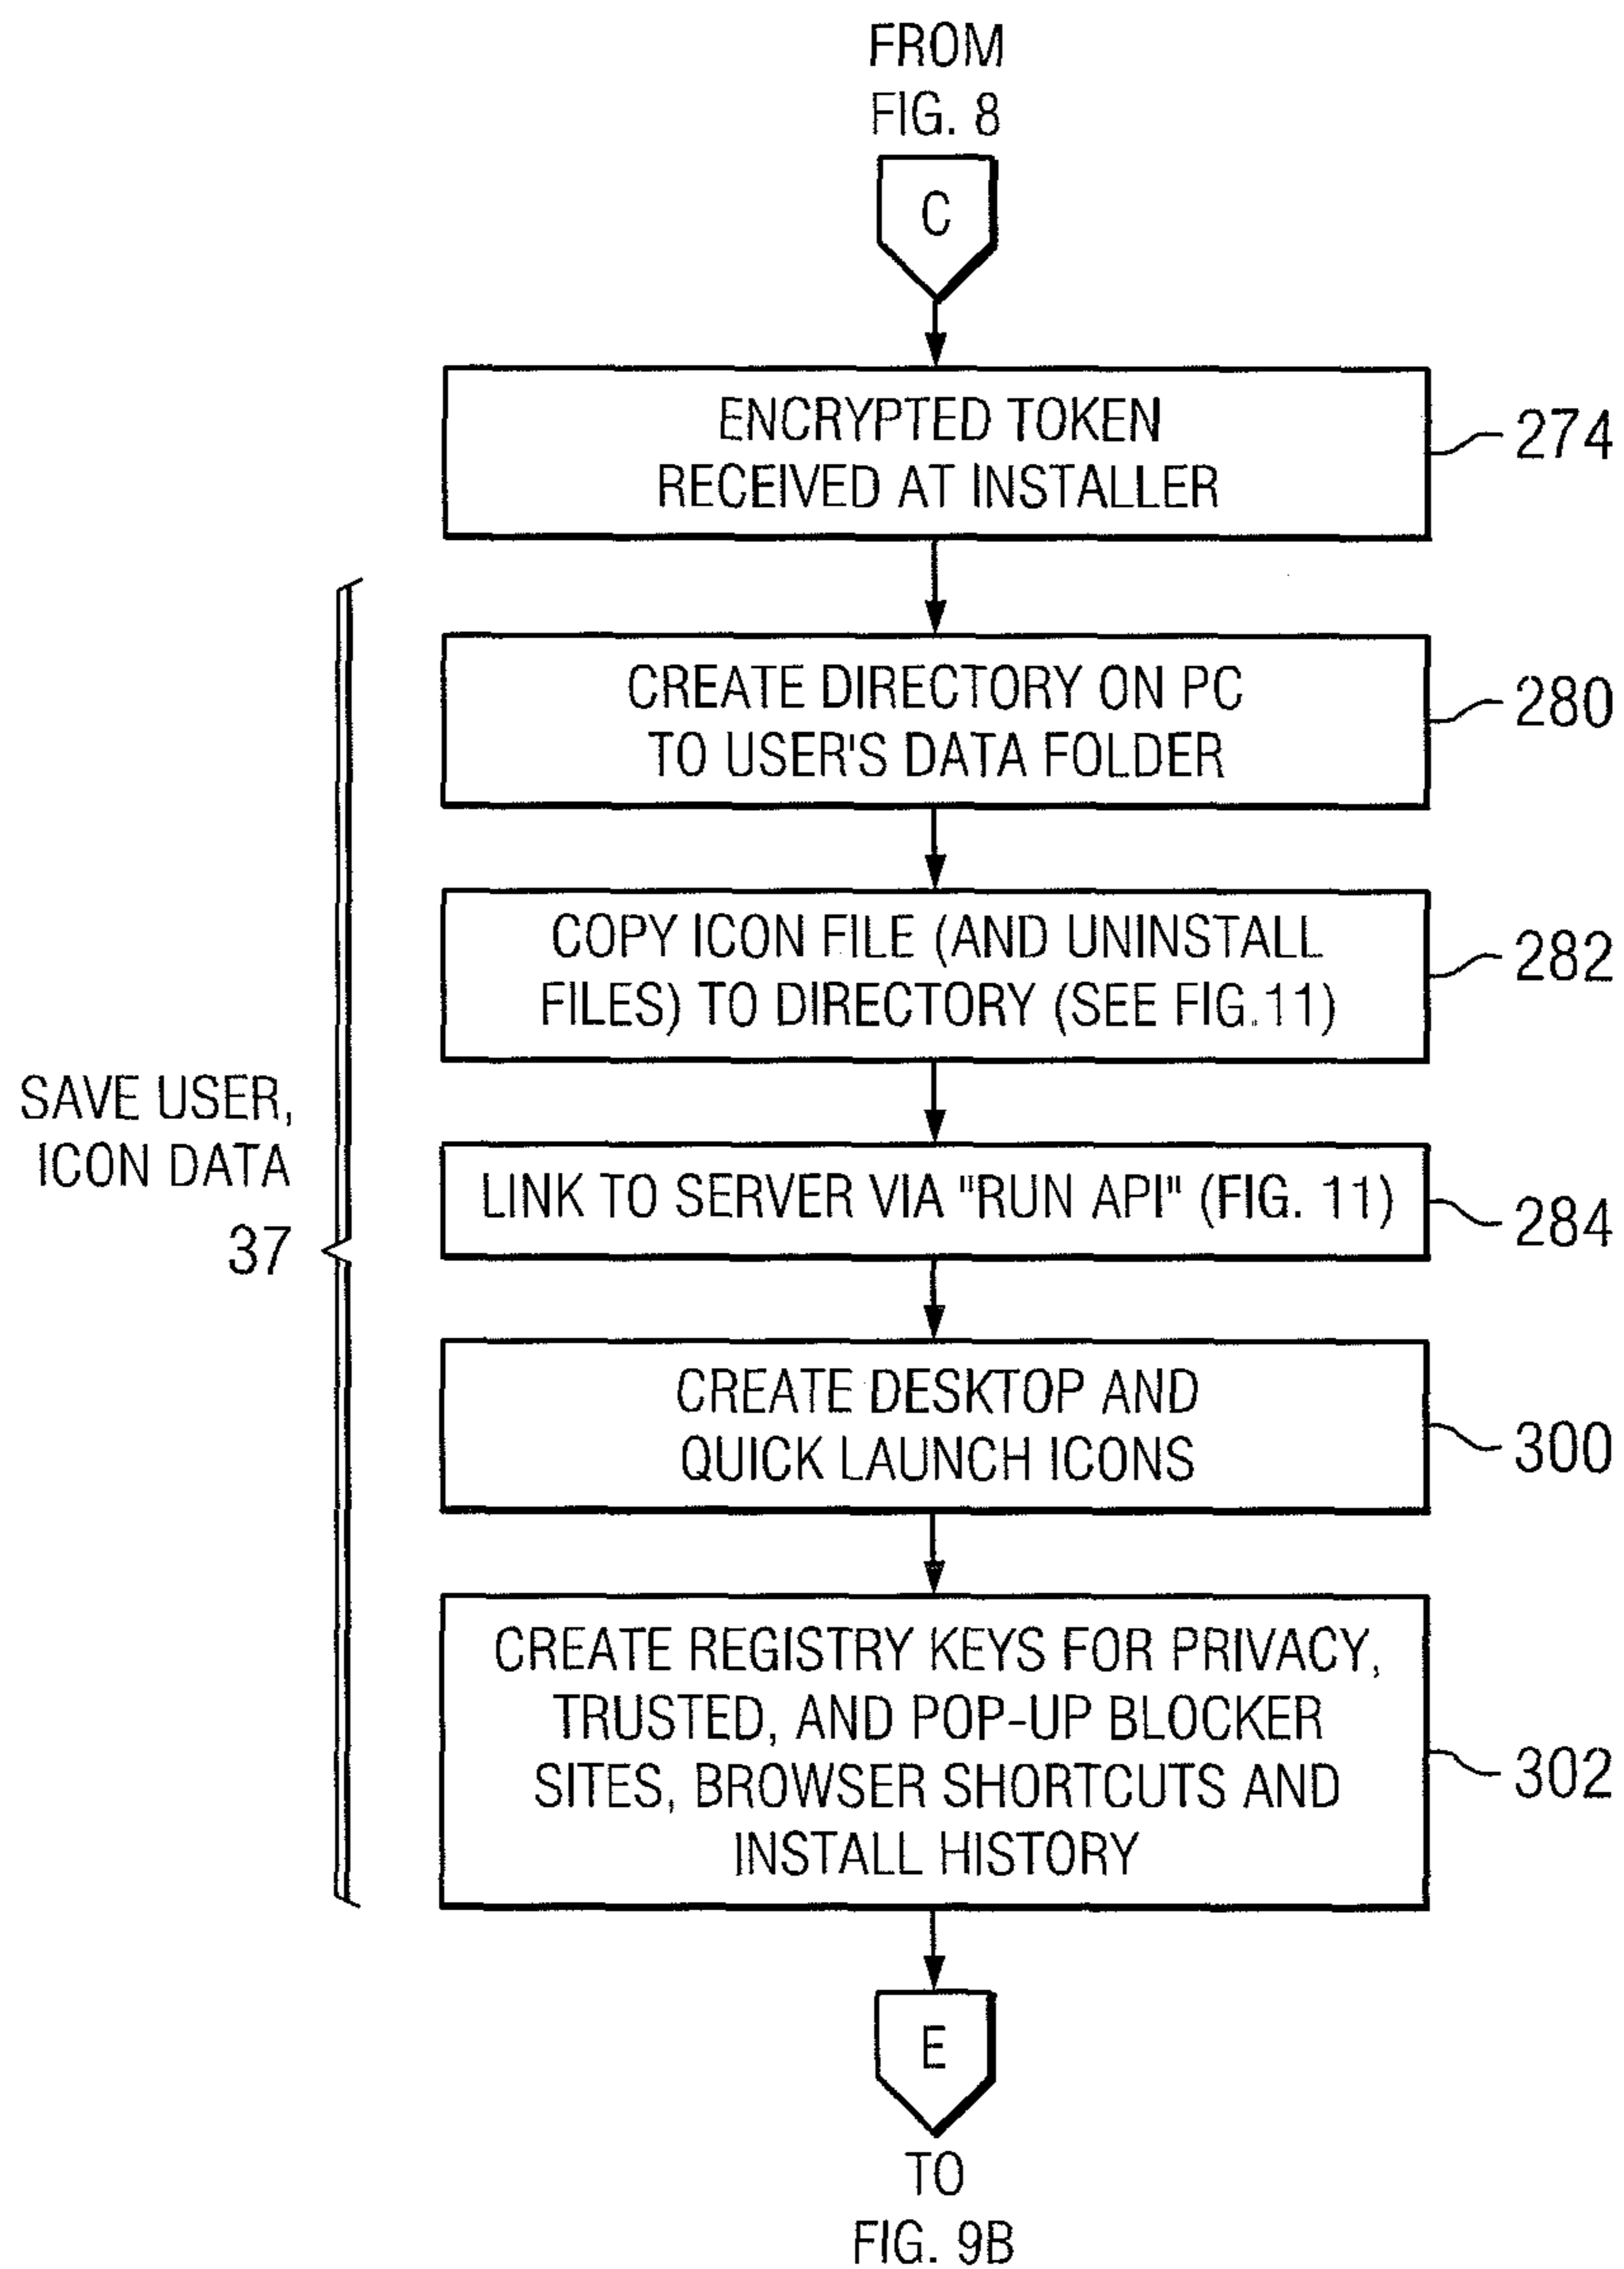 FROM
FIG. 8
C
ENCRYPTED TOKEN
RECEIVED AT INSTALLER
274
CREATE DIRECTORY ON PC
TO USER'S DATA FOLDER
280
COPY ICON FILE (AND UNINSTALL
FILES) TO DIRECTORY (SEE FIG.11)
282
SAVE USER,
ICON DATA
37
LINK TO SERVER VIA "RUN API" (FIG. 11)
284
CREATE DESKTOP AND
QUICK LAUNCH ICONS
300
CREATE REGISTRY KEYS FOR PRIVACY,
TRUSTED, AND POP-UP BLOCKER
SITES, BROWSER SHORTCUTS AND
INSTALL HISTORY
302
E
TO
FIG. 9B